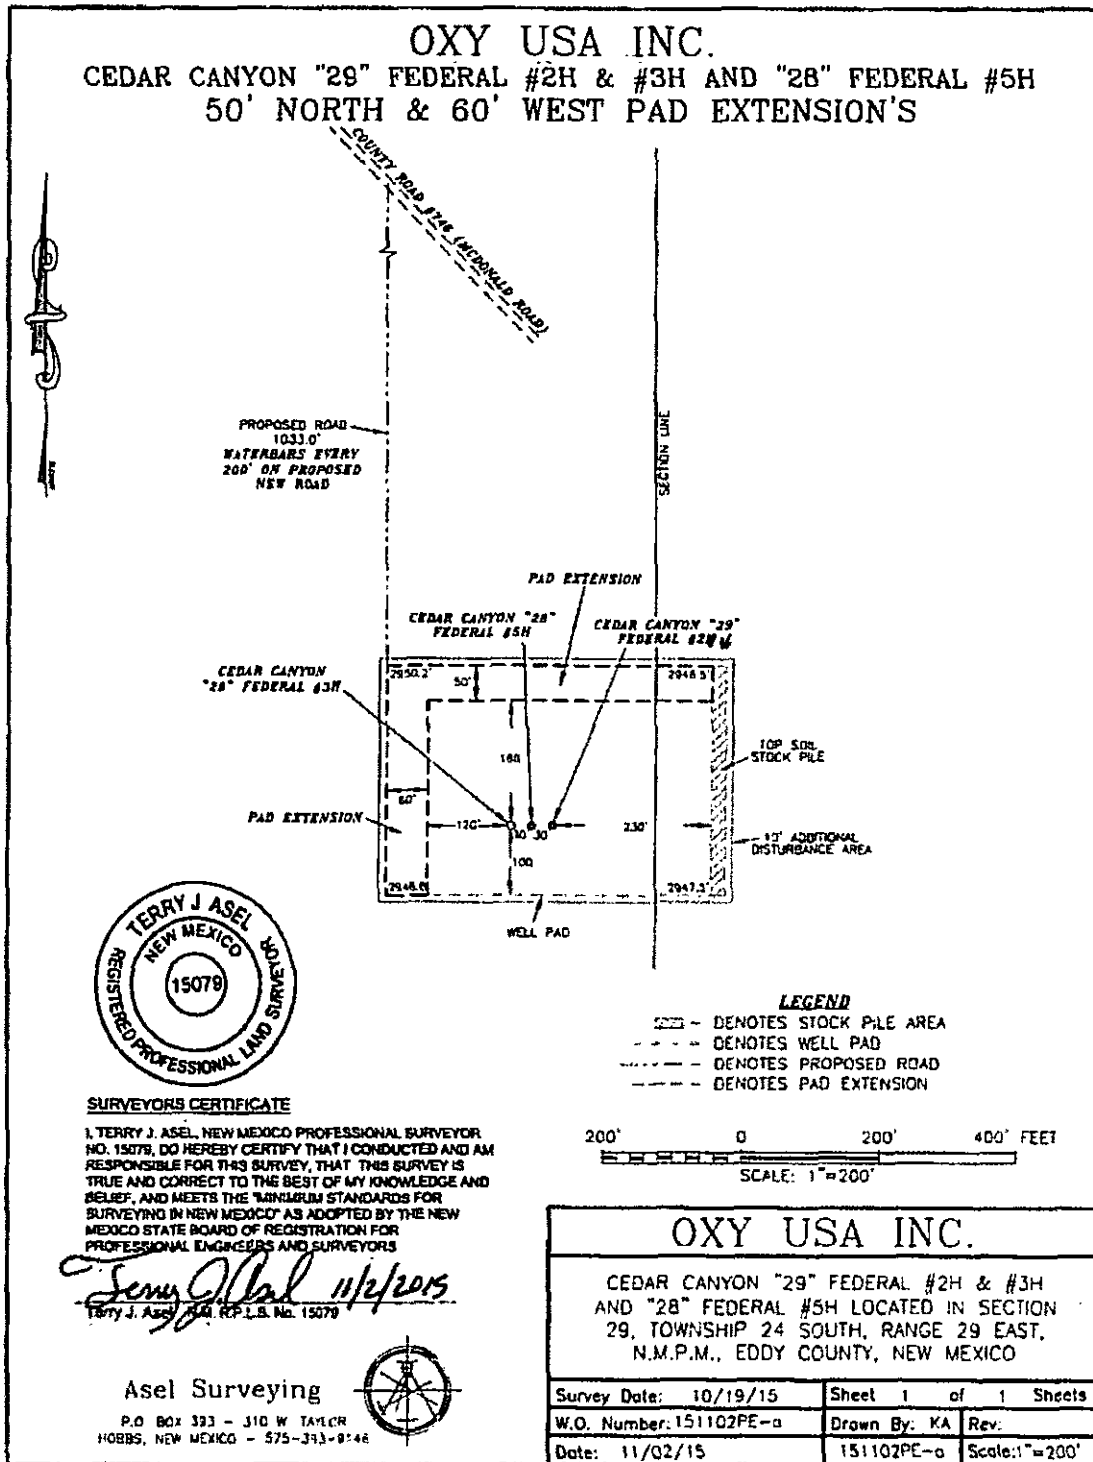 OXY USA INC.
CEDAR CANYON "29" FEDERAL #2H & #3H AND "28" FEDERAL #5H
50' NORTH & 60' WEST PAD EXTENSION'S
COUNTY ROAD #746 (MCDONALD ROAD)
PROPOSED ROAD
1033.0'
WATERBARS EVERY
200' ON PROPOSED
NEW ROAD
SECTION LINE
PAD EXTENSION
CEDAR CANYON "28"
FEDERAL #5H
CEDAR CANYON "29"
FEDERAL
CEDAR CANYON
FEDERAL #3H
2950.2'
50'
TOP SOIL
STOCK PILE
60'
PAD EXTENSION
120'
30'
230'
100
ADDITIONAL
DISTURBANCE AREA
WELL PAD
TERRY J ASEL
NEW MEXICO
15079
REGISTERED PROFESSIONAL LAND SURVEYOR
LEGEND
- DENOTES STOCK PILE AREA
- DENOTES WELL PAD
- DENOTES PROPOSED ROAD
- DENOTES PAD EXTENSION
SURVEYORS CERTIFICATE
I, TERRY J. ASEL, NEW MEXICO PROFESSIONAL SURVEYOR
NO. 15079, DO HEREBY CERTIFY THAT I CONDUCTED AND AM
RESPONSIBLE FOR THIS SURVEY, THAT THIS SURVEY IS
TRUE AND CORRECT TO THE BEST OF MY KNOWLEDGE AND
BELIEF, AND MEETS THE "MINIMUM STANDARDS FOR
SURVEYING IN NEW MEXICO" AS ADOPTED BY THE NEW
MEXICO STATE BOARD OF REGISTRATION FOR
PROFESSIONAL ENGINEERS AND SURVEYORS
Terry J. Asel 11/2/2015
Terry J. Asel N.M. R.P.L.S. No. 15079
200' 0 200' 400' FEET
SCALE: 1"=200'
Asel Surveying
P.O. BOX 393 - 310 W TAYLOR
HOBBS, NEW MEXICO - 575-393-9146
OXY USA INC.
CEDAR CANYON "29" FEDERAL #2H & #3H
AND "28" FEDERAL #5H LOCATED IN SECTION
29, TOWNSHIP 24 SOUTH, RANGE 29 EAST,
N.M.P.M., EDDY COUNTY, NEW MEXICO
Survey Date: 10/19/15 Sheet 1 of 1 Sheets
W.O. Number: 151102PE-a Drawn By: KA Rev:
Date: 11/02/15 151102PE-a Scale:1"=200'